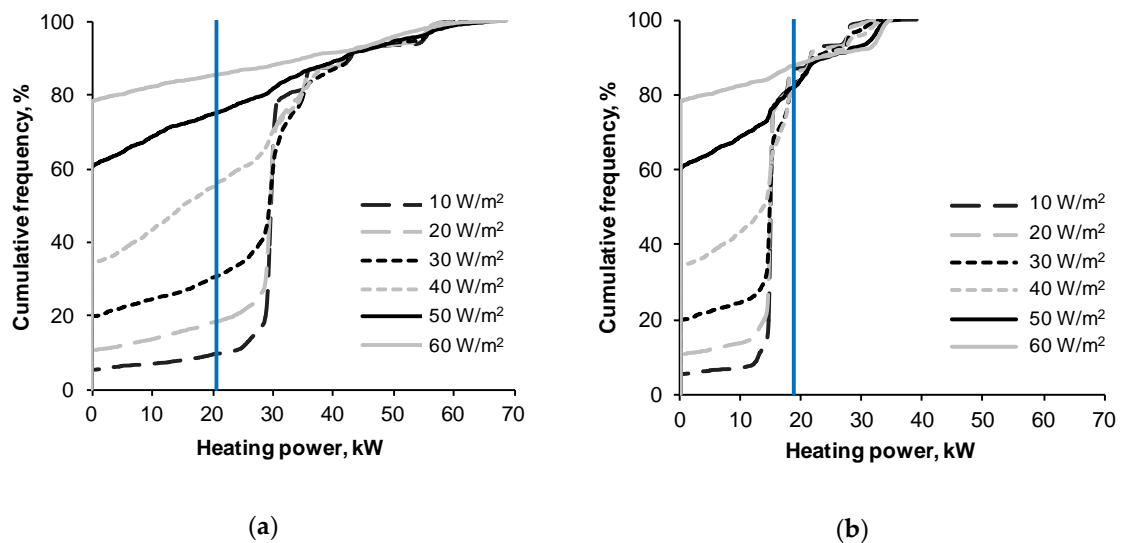 100
80
60
40
20
0
Cumulative frequency, %
0 10 20 30 40 50 60 70
Heating power, kW
10 W/m²
20 W/m²
30 W/m²
40 W/m²
50 W/m²
60 W/m²
(a)
100
80
60
40
20
0
Cumulative frequency, %
0 10 20 30 40 50 60 70
Heating power, kW
10 W/m²
20 W/m²
30 W/m²
40 W/m²
50 W/m²
60 W/m²
(b)